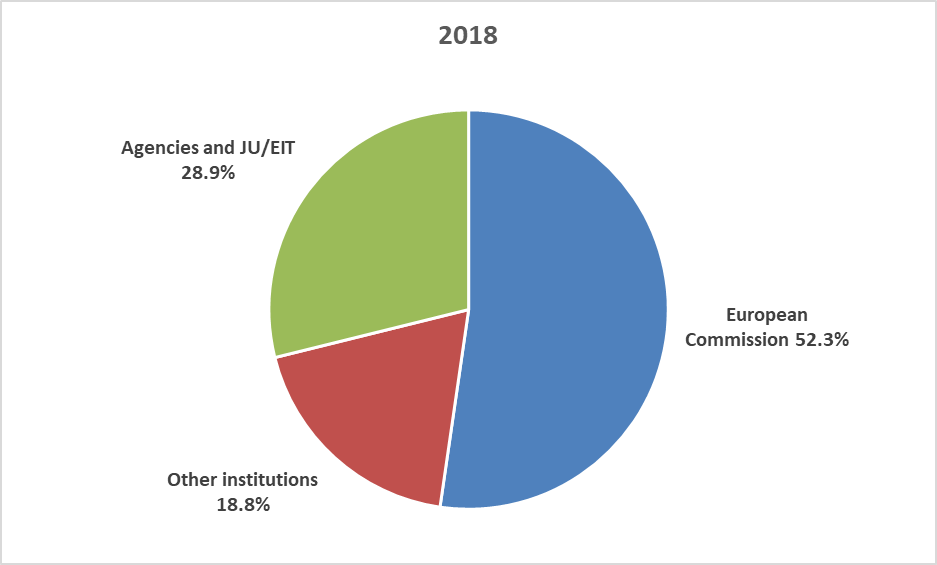 2018
Agencies and JU/EIT
28.9%
European
Commission 52.3%
Other institutions
18.8%